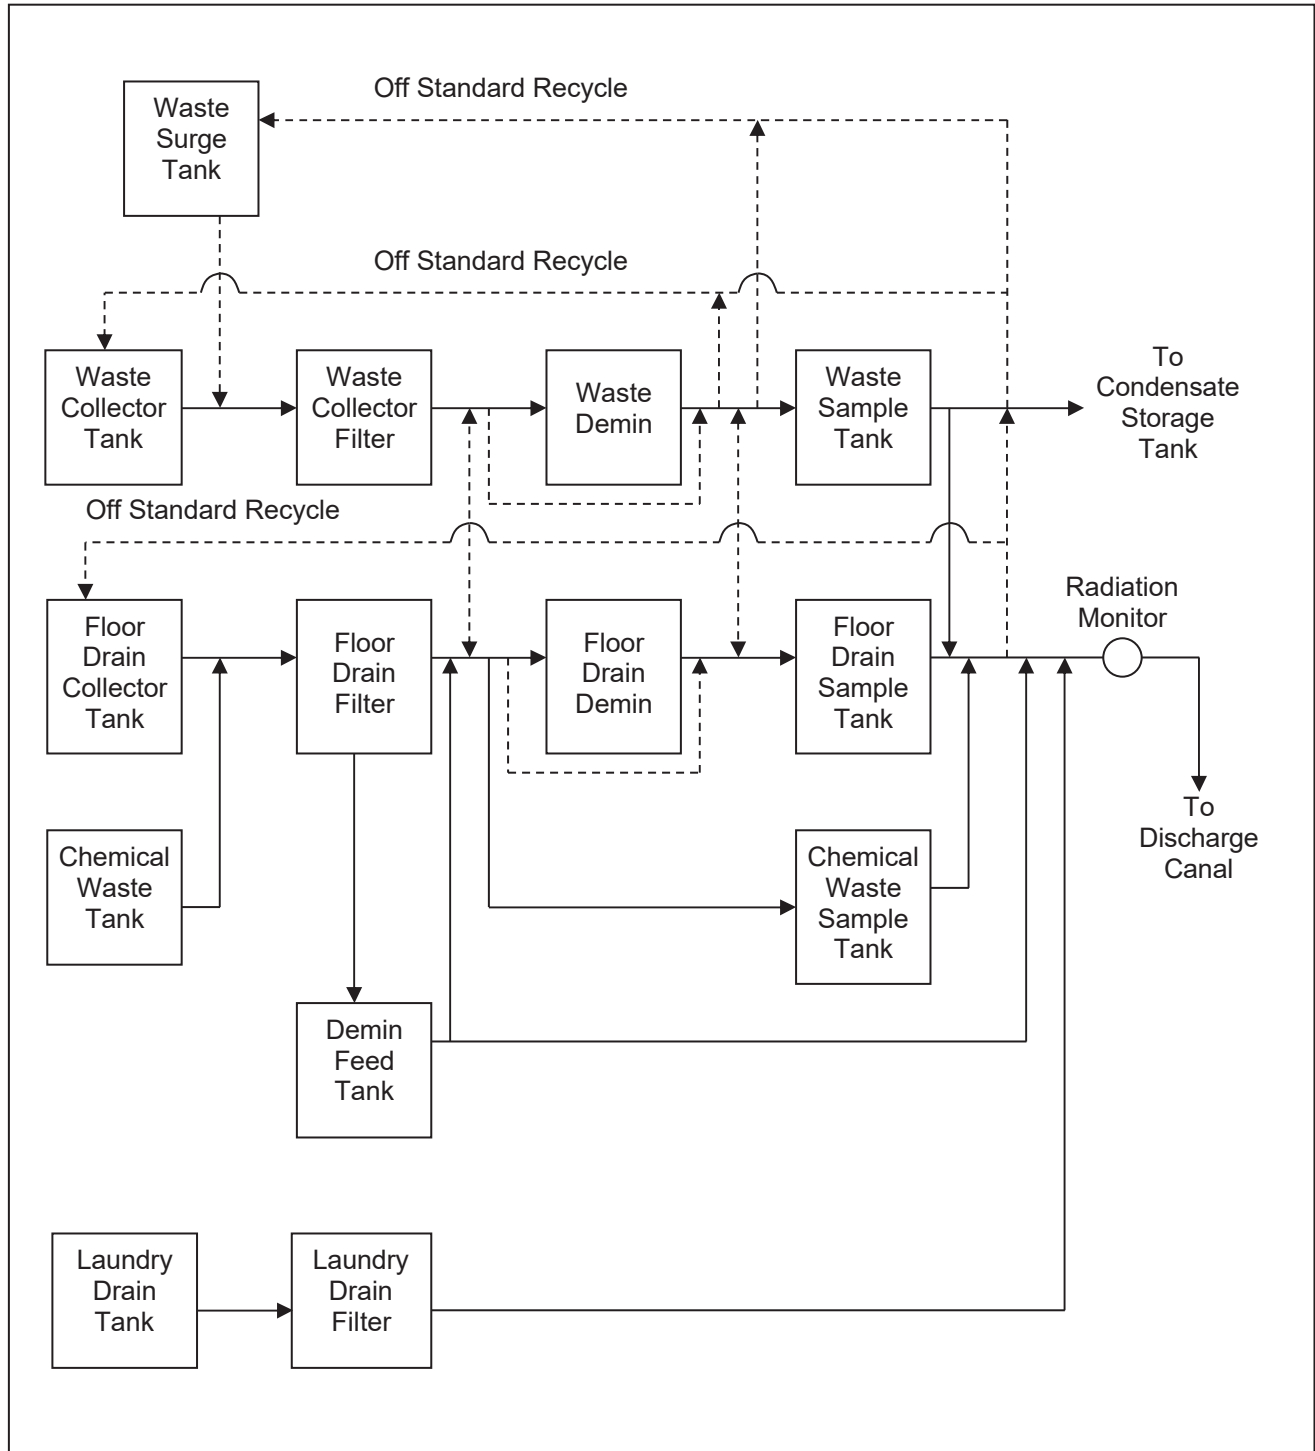 Off Standard Recycle
Waste
Surge
Tank
Off Standard Recycle
Waste
Collector
Tank
Waste
Collector
Filter
Waste
Demin
Waste
Sample
Tank
To
Condensate
Storage
Tank
Off Standard Recycle
Radiation
Monitor
Floor
Drain
Collector
Tank
Floor
Drain
Filter
Floor
Drain
Demin
Floor
Drain
Sample
Tank
To
Discharge
Canal
Chemical
Waste
Tank
Chemical
Waste
Sample
Tank
Demin
Feed
Tank
Laundry
Drain
Tank
Laundry
Drain
Filter